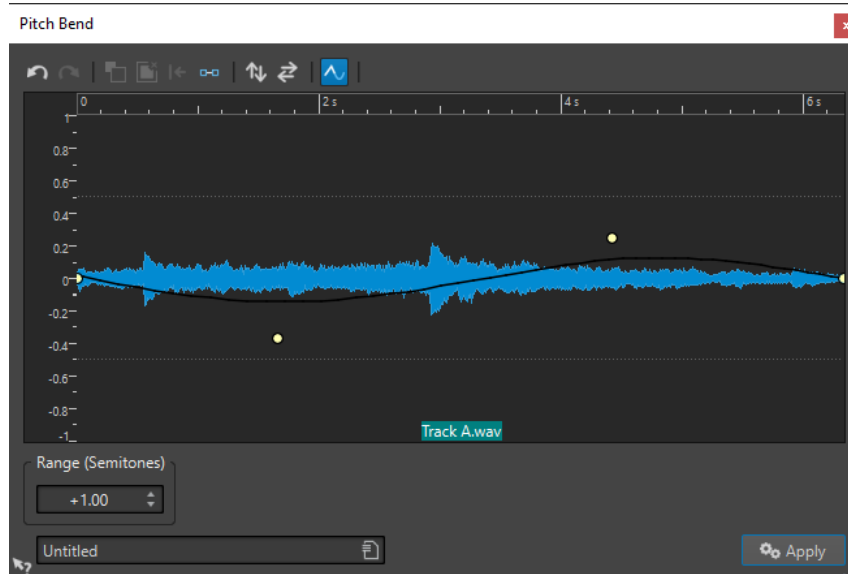 Pitch Bend
x
0 2 s 4 s 6 s
1
0.8
0.6
0.4
0.2
0
-0.2
-0.4
-0.6
-0.8
-1
Track A.wav
Range (Semitones)
+1.00
Untitled
Apply
?